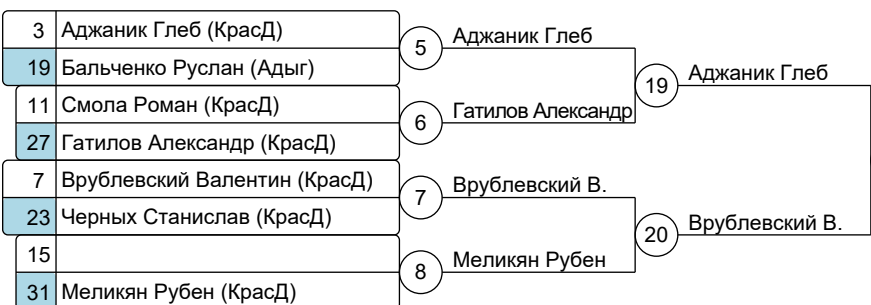 3 Аджаник Глеб (КрасД)
5 Аджаник Глеб
19 Бальченко Руслан (Адыг)
19 Аджаник Глеб
11 Смола Роман (КрасД)
6 Гатилов Александр
27 Гатилов Александр (КрасД)
7 Врублевский Валентин (КрасД)
7 Врублевский В.
23 Черных Станислав (КрасД)
20 Врублевский В.
15
8 Меликян Рубен
31 Меликян Рубен (КрасД)